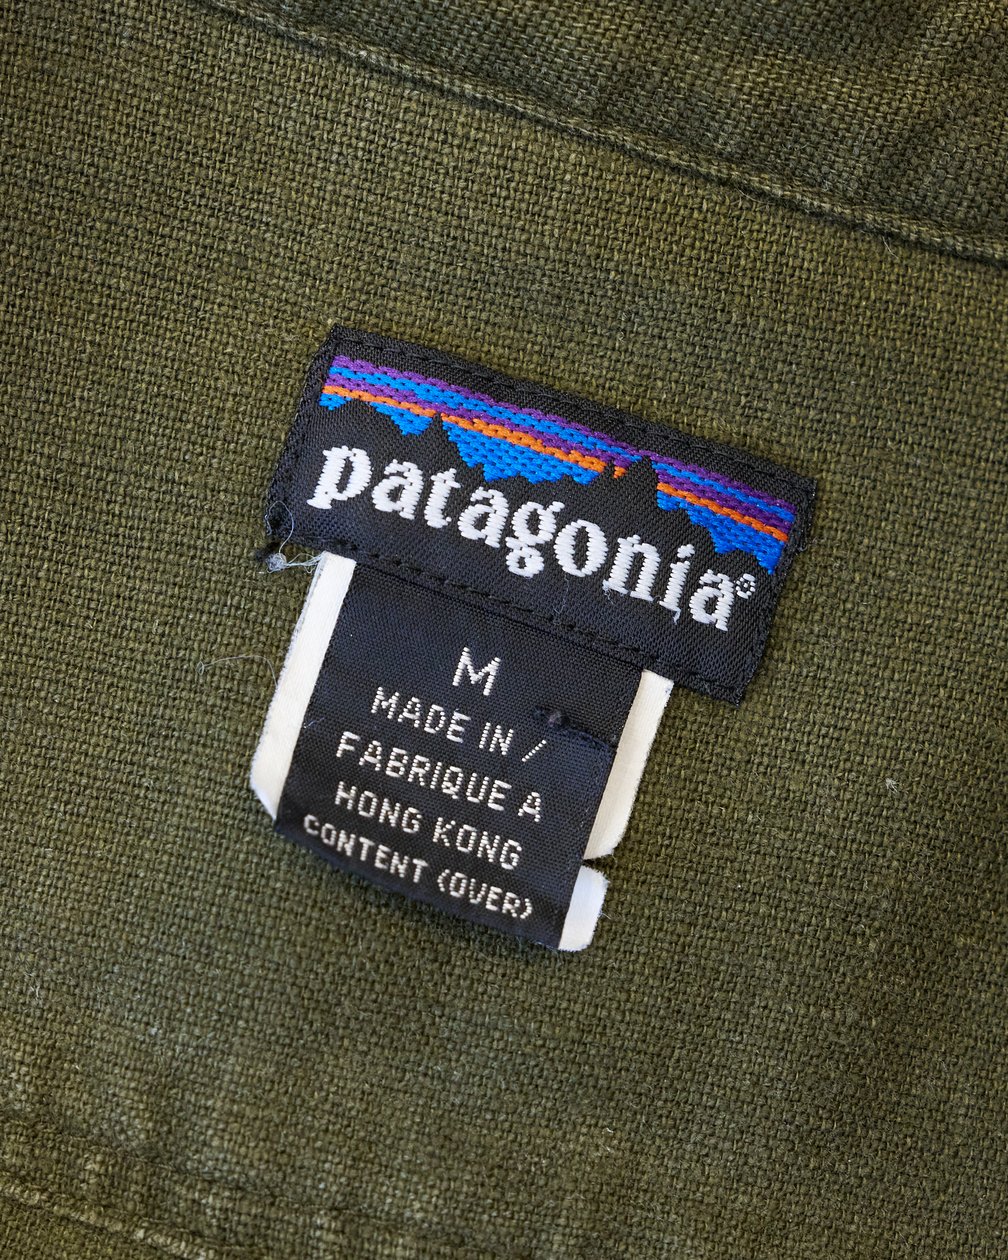 patagonia®
M
MADE IN /
FABRIQUE A
HONG KONG
CONTENT (OVER)